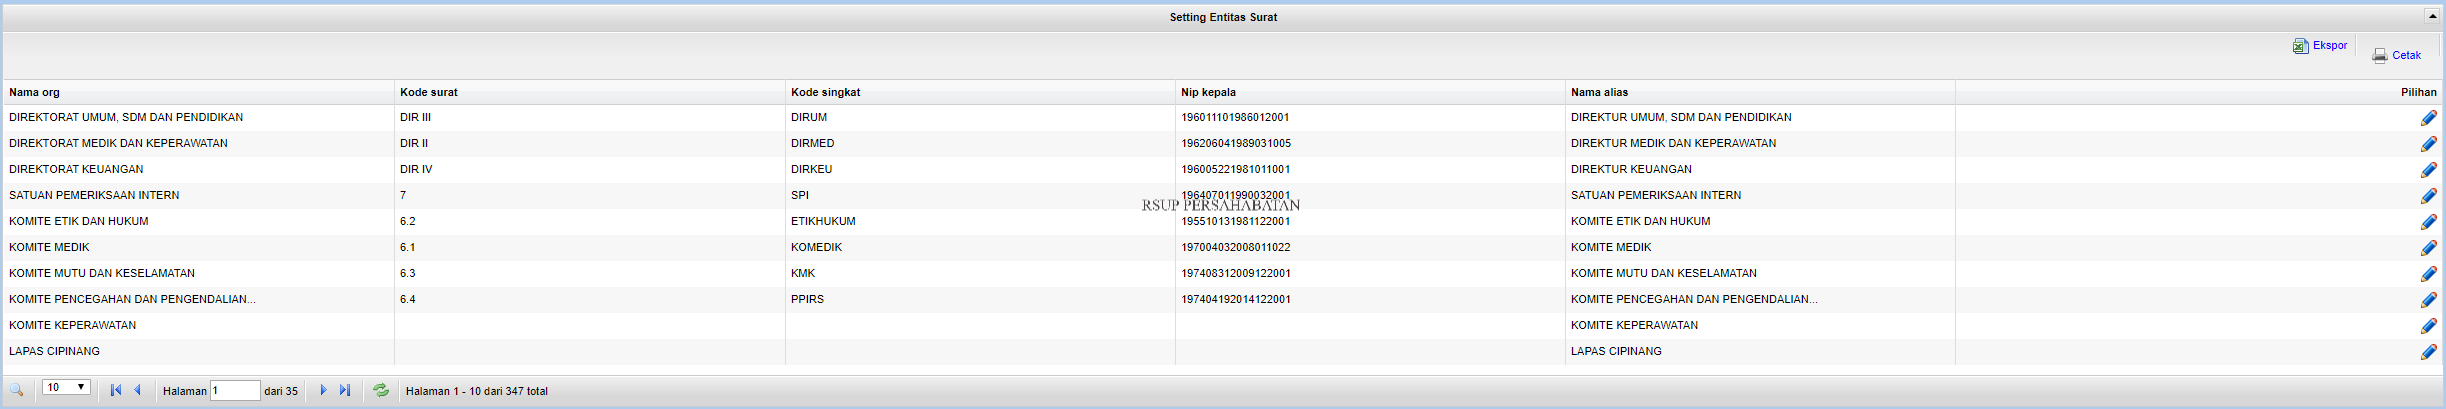 Setting Entitas Surat
Ekspor
Cetak
Nama org Kode surat Kode singkat Nip kepala Nama alias Pilihan
DIREKTORAT UMUM, SDM DAN PENDIDIKAN DIR III DIRUM 196011101986012001 DIREKTUR UMUM, SDM DAN PENDIDIKAN
DIREKTORAT MEDIK DAN KEPERAWATAN DIR II DIRMED 196206041989031005 DIREKTUR MEDIK DAN KEPERAWATAN
DIREKTORAT KEUANGAN DIR IV DIRKEU 196005221981011001 DIREKTUR KEUANGAN
SATUAN PEMERIKSAAN INTERN 7 SPI 196407011990032001 SATUAN PEMERIKSAAN INTERN
RSUP PERSAHABATAN
KOMITE ETIK DAN HUKUM 6.2 ETIKHUKUM 195510131981122001 KOMITE ETIK DAN HUKUM
KOMITE MEDIK 6.1 KOMEDIK 197004032008011022 KOMITE MEDIK
KOMITE MUTU DAN KESELAMATAN 6.3 KMK 197408312009122001 KOMITE MUTU DAN KESELAMATAN
KOMITE PENCEGAHAN DAN PENGENDALIAN... 6.4 PPIRS 197404192014122001 KOMITE PENCEGAHAN DAN PENGENDALIAN...
KOMITE KEPERAWATAN KOMITE KEPERAWATAN
LAPAS CIPINANG LAPAS CIPINANG
10 Halaman 1 dari 35 Halaman 1 - 10 dari 347 total